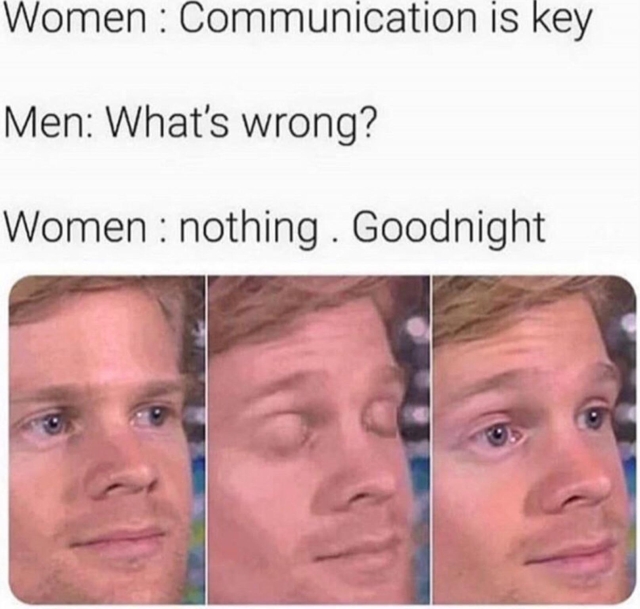 Women : Communication is key
Men: What's wrong?
Women : nothing . Goodnight